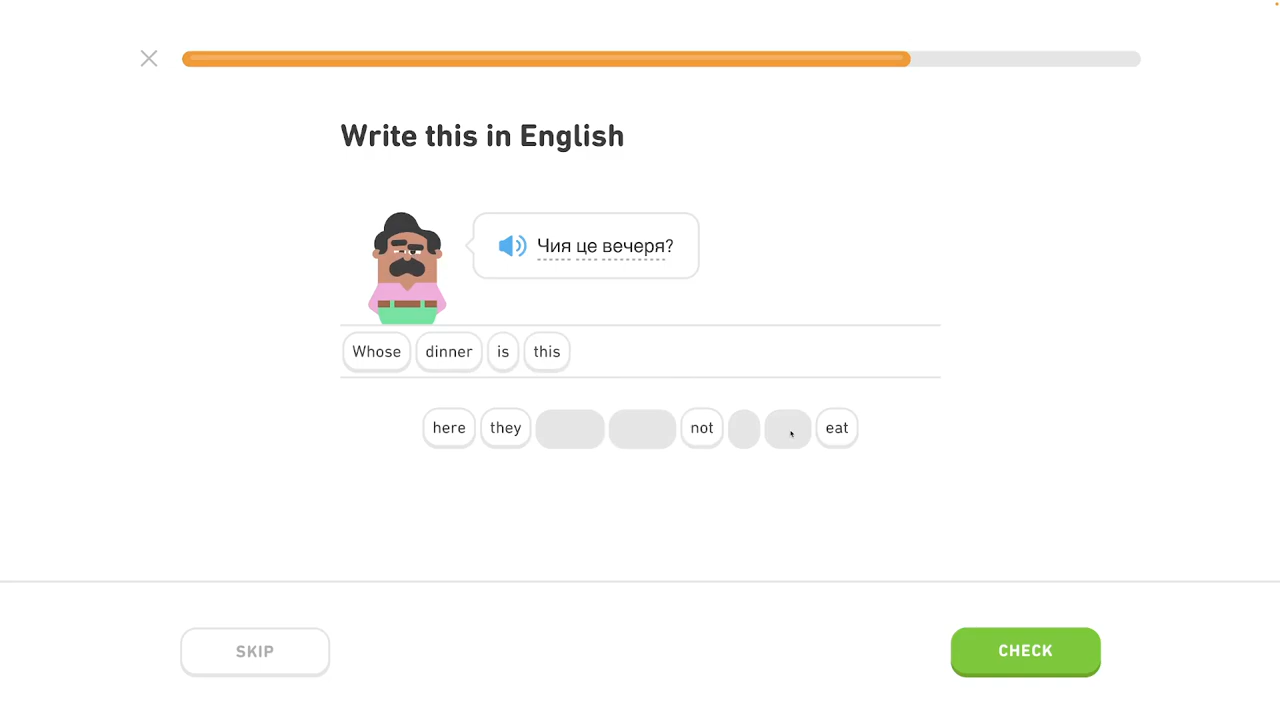 Write this in English
Чия це вечеря?
Whose dinner is this
here they not eat
SKIP CHECK